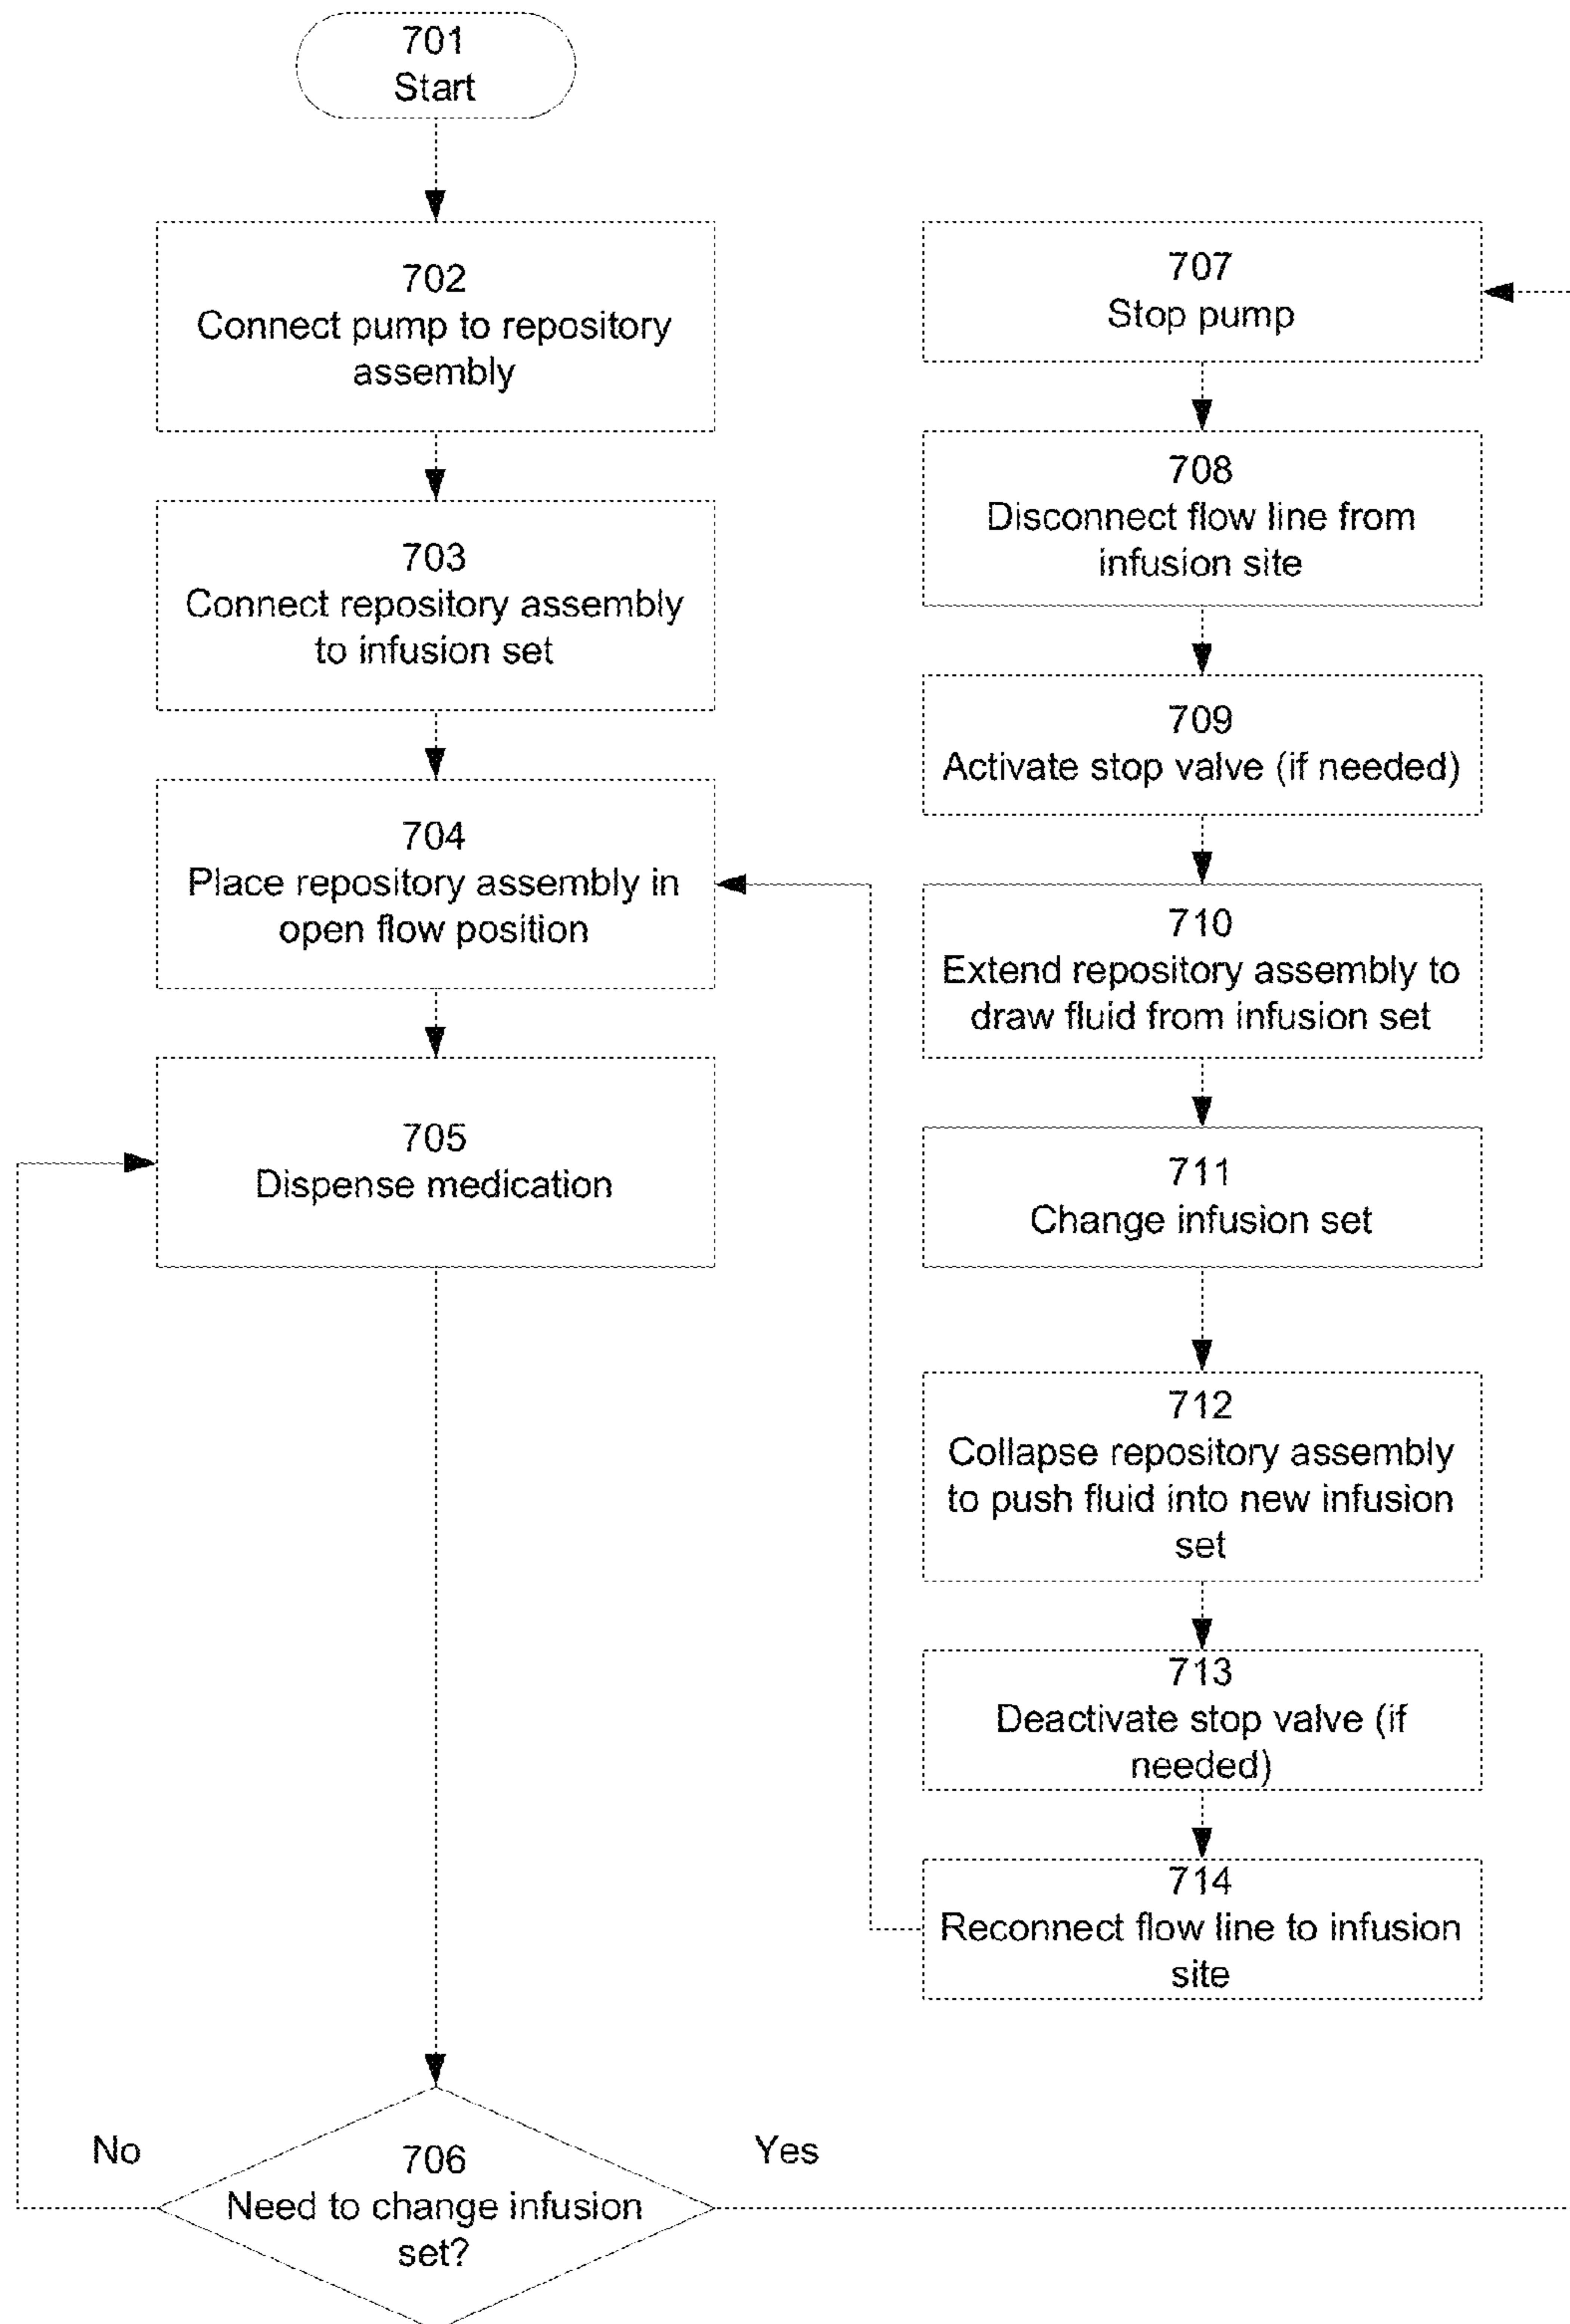 701
Start
702
Connect pump to repository
assembly
703
Connect repository assembly
to infusion set
704
Place repository assembly in
open flow position
705
Dispense medication
No
706
Need to change infusion
set?
Yes
707
Stop pump
708
Disconnect flow line from
infusion site
709
Activate stop valve (if needed)
710
Extend repository assembly to
draw fluid from infusion set
711
Change infusion set
712
Collapse repository assembly
to push fluid into new infusion
set
713
Deactivate stop valve (if
needed)
714
Reconnect flow line to infusion
site